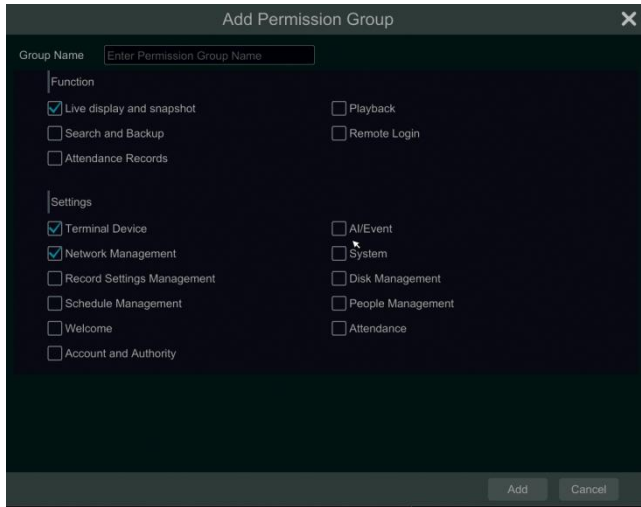 Add Permission Group
Group Name Enter Permission Group Name
Function
Live display and snapshot Playback
Search and Backup Remote Login
Attendance Records
Settings
Terminal Device AI/Event
Network Management System
Record Settings Management Disk Management
Schedule Management People Management
Welcome Attendance
Account and Authority
Add Cancel